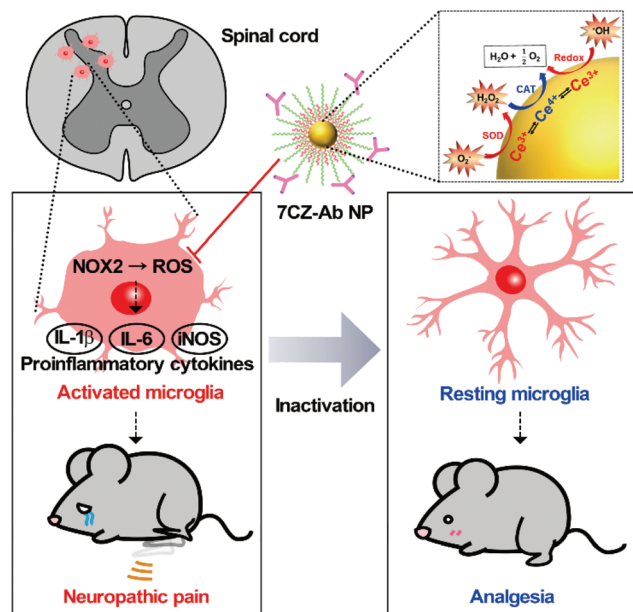 Spinal cord
7CZ-Ab NP
•OH
H₂O + 1/2 O₂
Redox
CAT
H₂O₂
SOD
O₂•⁻
Ce³⁺ ⇌ Ce⁴⁺ ⇌ Ce³⁺
NOX2 → ROS
IL-1β IL-6 iNOS
Proinflammatory cytokines
Activated microglia
Inactivation
Resting microglia
Neuropathic pain
Analgesia